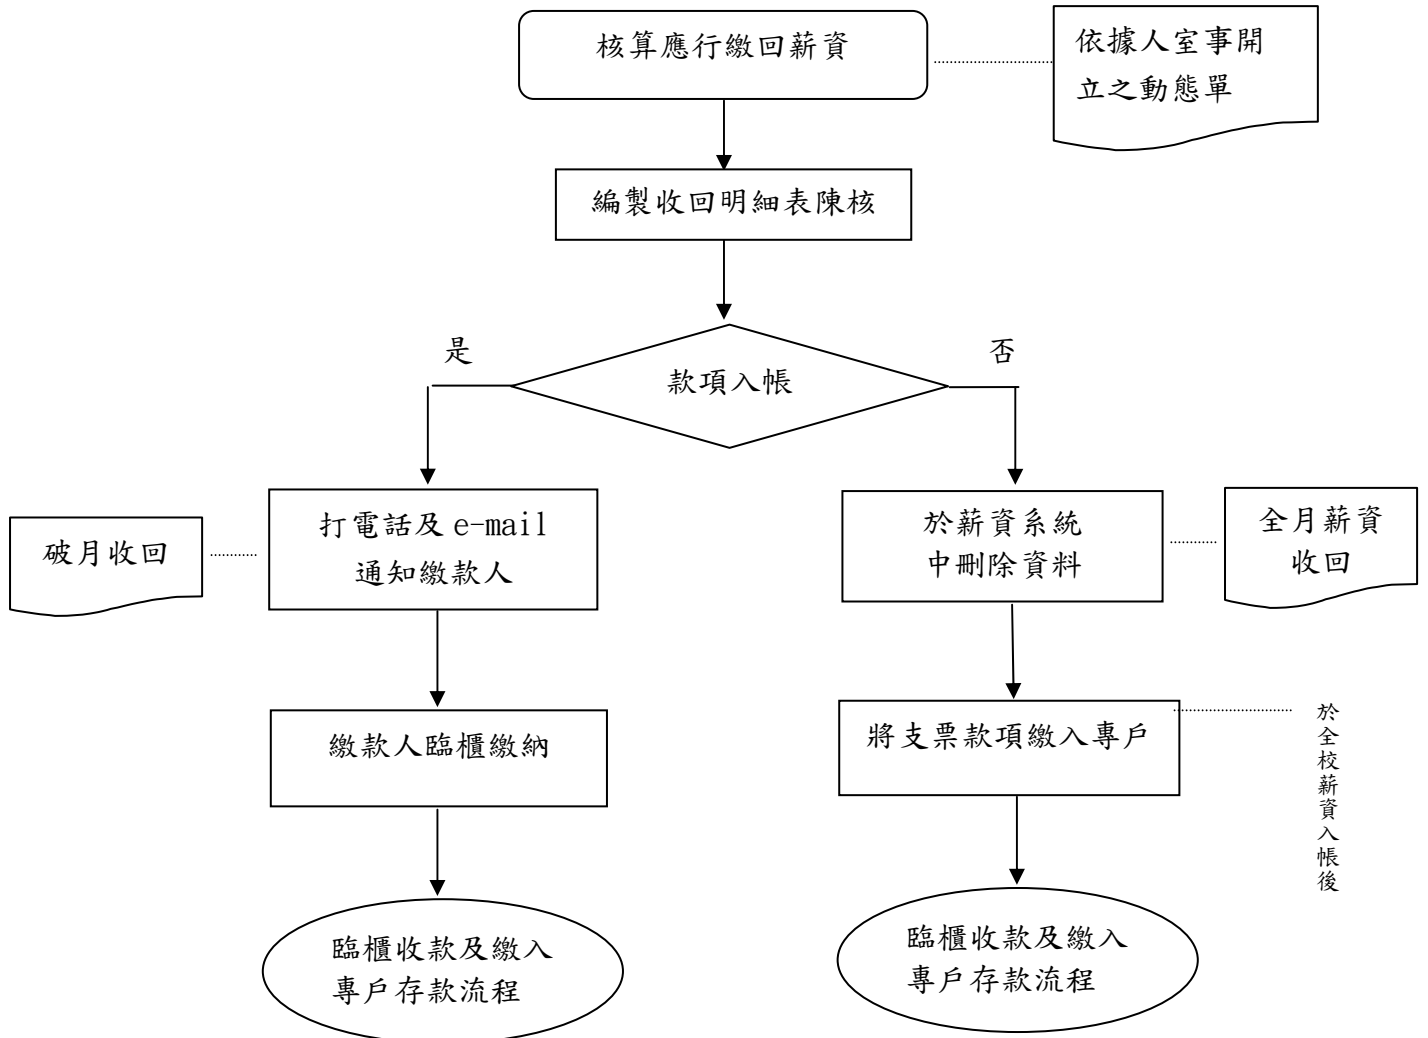 核算應行繳回薪資
依據人室事開
立之動態單
編製收回明細表陳核
是
否
款項入帳
破月收回
打電話及 e-mail
通知繳款人
於薪資系統
中刪除資料
全月薪資
收回
繳款人臨櫃繳納
將支票款項繳入專戶
於全校薪資入帳後
臨櫃收款及繳入
專戶存款流程
臨櫃收款及繳入
專戶存款流程